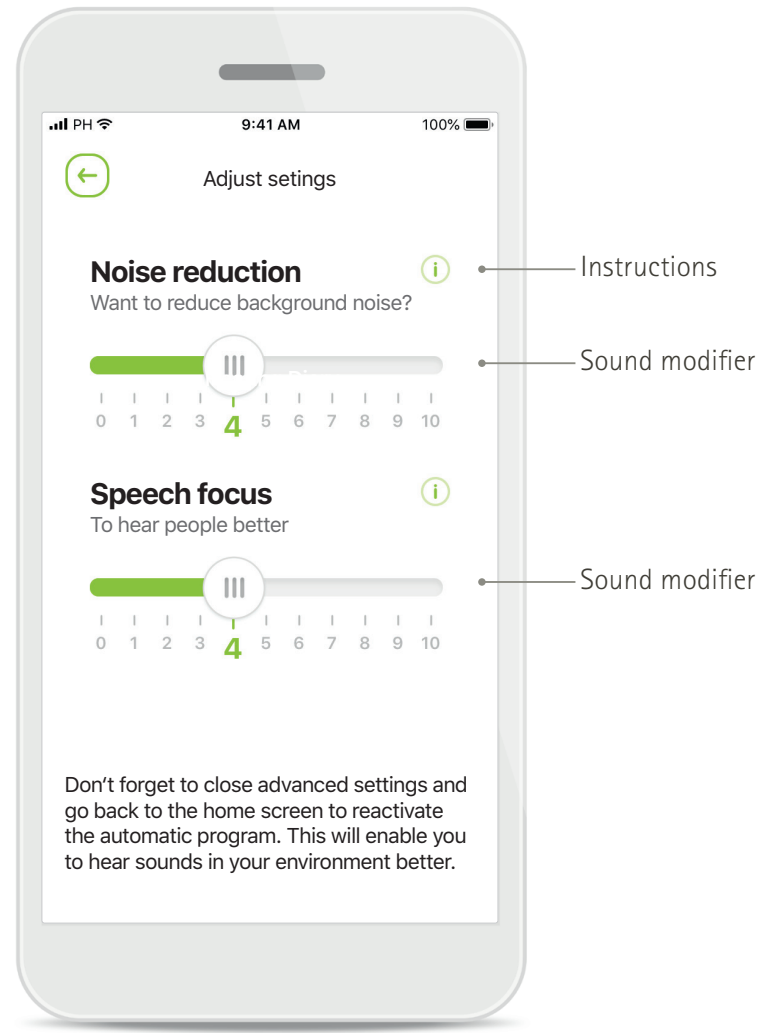 PH 9:41 AM 100%
Adjust setings
Noise reduction
Instructions
Want to reduce background noise?
Sound modifier
0 1 2 3 4 5 6 7 8 9 10
Speech focus
To hear people better
Sound modifier
0 1 2 3 4 5 6 7 8 9 10
Don't forget to close advanced settings and
go back to the home screen to reactivate
the automatic program. This will enable you
to hear sounds in your environment better.